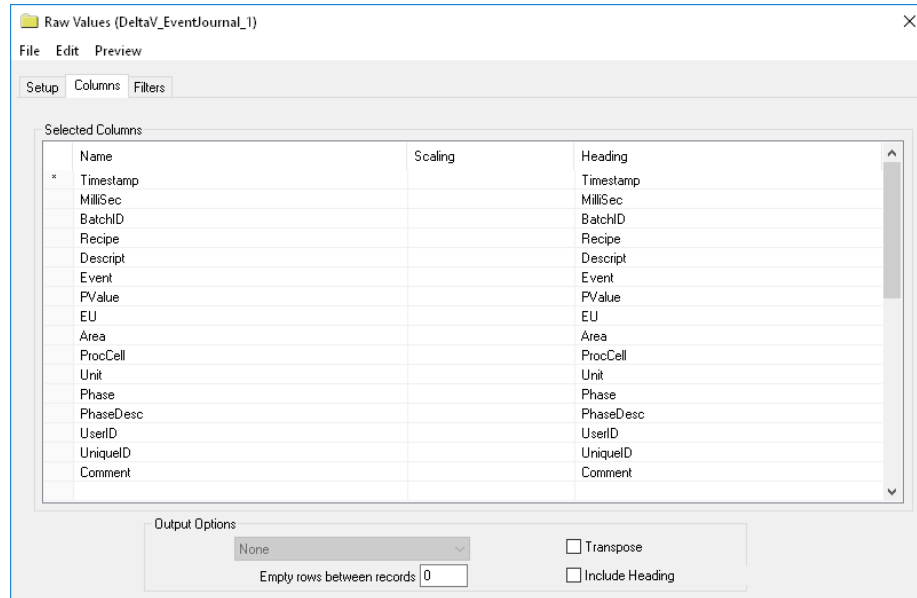 Raw Values (DeltaV_EventJournal_1)
File Edit Preview
Setup Columns Filters
Selected Columns
Name Scaling Heading
* Timestamp Timestamp
MilliSec MilliSec
BatchID BatchID
Recipe Recipe
Descript Descript
Event Event
PValue PValue
EU EU
Area Area
ProcCell ProcCell
Unit Unit
Phase Phase
PhaseDesc PhaseDesc
UserID UserID
UniqueID UniqueID
Comment Comment
Output Options
None Transpose
Empty rows between records 0 Include Heading